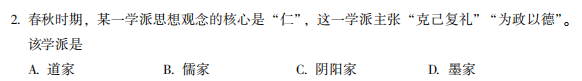 2. 春秋时期，某一学派思想观念的核心是“仁”，这一学派主张“克己复礼”“为政以德”。
该学派是
A. 道家 B. 儒家 C. 阴阳家 D. 墨家